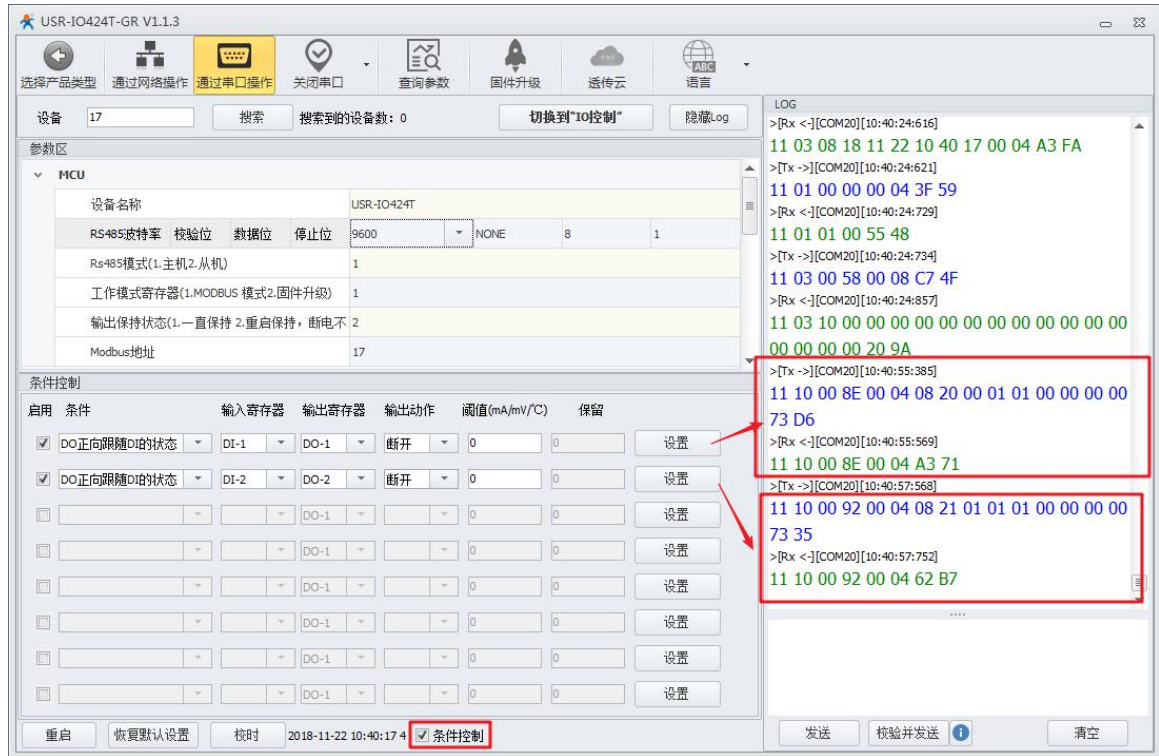 USR-IO424T-GR V1.1.3
选择产品类型 通过网络操作 通过串口操作 关闭串口 查询参数 固件升级 透传云 语言
ABC
设备 17 搜索 搜索到的设备数: 0 切换到"IO控制" 隐藏Log
参数区
MCU
设备名称 USR-IO424T
RS485波特率 校验位 数据位 停止位 9600 NONE 8 1
Rs485模式(1.主机2.从机) 1
工作模式寄存器(1.MODBUS 模式2.固件升级) 1
输出保持状态(1.一直保持 2.重启保持，断电不 2
Modbus地址 17
条件控制
启用 条件 输入寄存器 输出寄存器 输出动作 阈值(mA/mV/℃) 保留
DO正向跟随DI的状态 DI-1 DO-1 断开 0 0 设置
DO正向跟随DI的状态 DI-2 DO-2 断开 0 0 设置
DO-1 0 0 设置
DO-1 0 0 设置
DO-1 0 0 设置
DO-1 0 0 设置
DO-1 0 0 设置
DO-1 0 0 设置
重启 恢复默认设置 校时 2018-11-22 10:40:17 4 条件控制
LOG
>[Rx <-][COM20][10:40:24:616]
11 03 08 18 11 22 10 40 17 00 04 A3 FA
>[Tx ->][COM20][10:40:24:621]
11 01 00 00 00 04 3F 59
>[Rx <-][COM20][10:40:24:729]
11 01 01 00 55 48
>[Tx ->][COM20][10:40:24:734]
11 03 00 58 00 08 C7 4F
>[Rx <-][COM20][10:40:24:857]
11 03 10 00 00 00 00 00 00 00 00 00 00 00 00
00 00 00 00 20 9A
>[Tx ->][COM20][10:40:55:385]
11 10 00 8E 00 04 08 20 00 01 01 00 00 00 00
73 D6
>[Rx <-][COM20][10:40:55:569]
11 10 00 8E 00 04 A3 71
>[Tx ->][COM20][10:40:57:568]
11 10 00 92 00 04 08 21 01 01 01 00 00 00 00
73 35
>[Rx <-][COM20][10:40:57:752]
11 10 00 92 00 04 62 B7
发送 校验并发送 清空